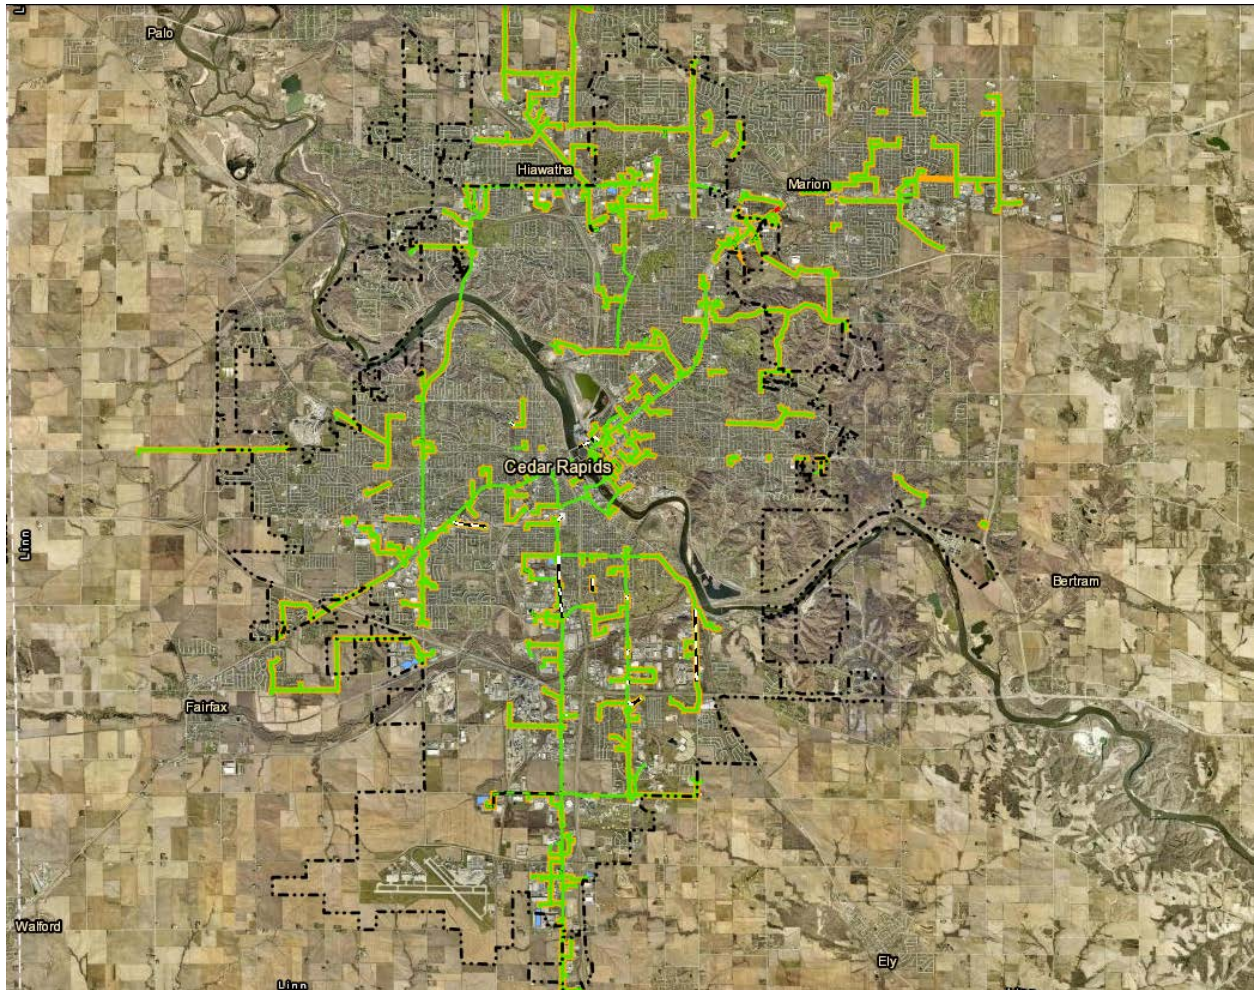 Palo
Hiawatha
Marion
Cedar Rapids
Linn
Bertram
Fairfax
Walford
Ely
Linn